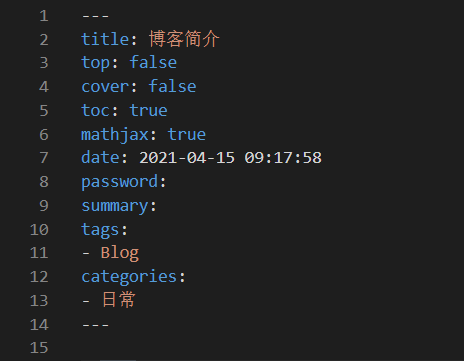 1 ---
2 title: 博客简介
3 top: false
4 cover: false
5 toc: true
6 mathjax: true
7 date: 2021-04-15 09:17:58
8 password:
9 summary:
10 tags:
11 - Blog
12 categories:
13 - 日常
14 ---
15